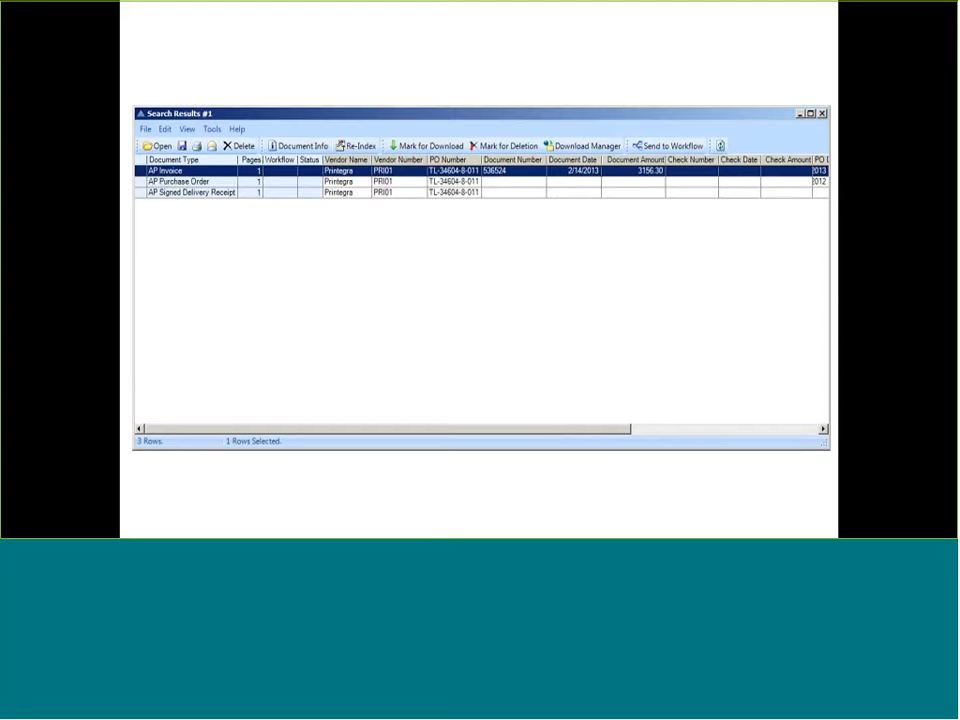 Search Results #1
File Edit View Tools Help
Open Delete Document Info Re-Index Mark for Download Mark for Deletion Download Manager Send to Workflow
Document Type Pages Workflow Status Vendor Name Vendor Number PO Number Document Number Document Date Document Amount Check Number Check Date Check Amount PO
AP Invoice 1 Printegra PRI01 TL-34604-8-011 536524 2/14/2013 3156.30 2013
AP Purchase Order 1 Printegra PRI01 TL-34604-8-011 2012
AP Signed Delivery Receipt 1 Printegra PRI01 TL-34604-8-011
3 Rows. 1 Rows Selected.